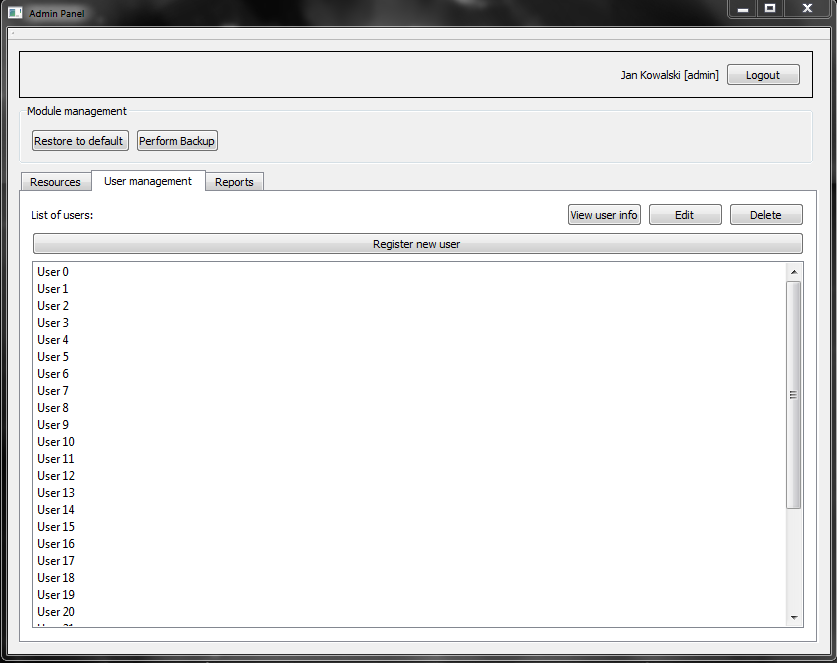 Admin Panel
Jan Kowalski [admin] Logout
Module management
Restore to default Perform Backup
Resources User management Reports
List of users: View user info Edit Delete
Register new user
User 0
User 1
User 2
User 3
User 4
User 5
User 6
User 7
User 8
User 9
User 10
User 11
User 12
User 13
User 14
User 15
User 16
User 17
User 18
User 19
User 20